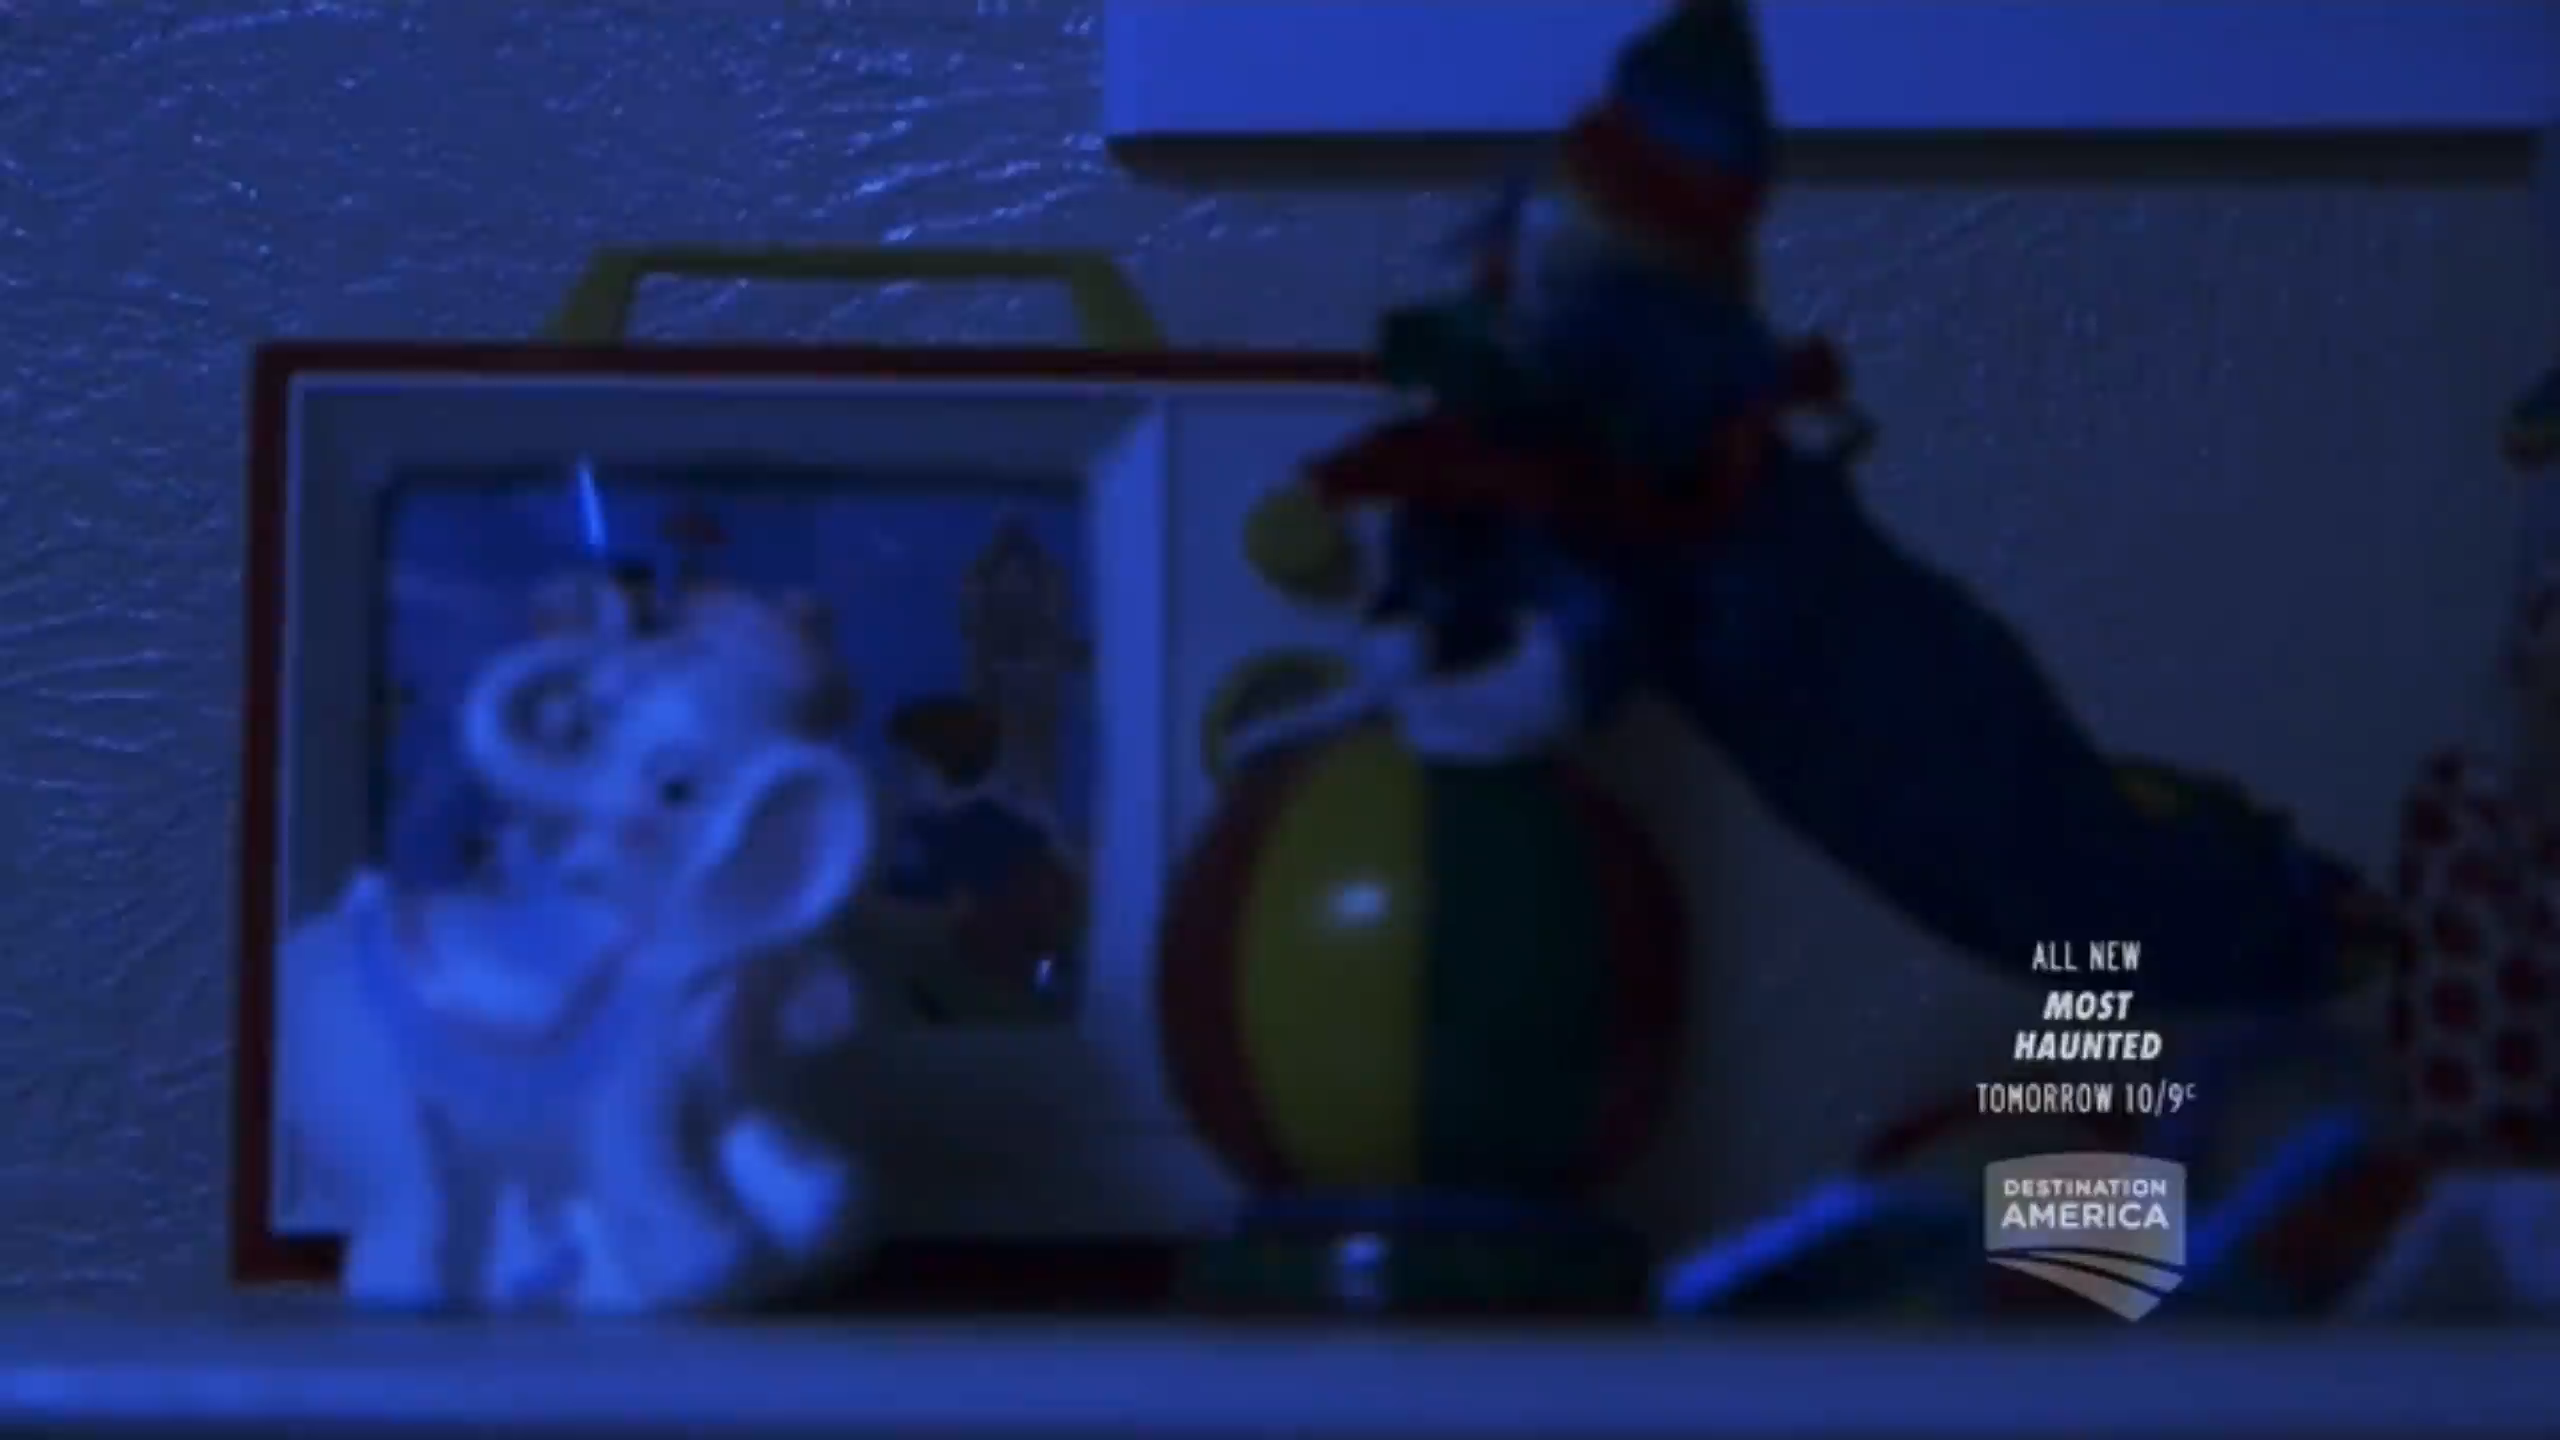 ALL NEW
MOST
HAUNTED
TOMORROW 10/9c
DESTINATION
AMERICA